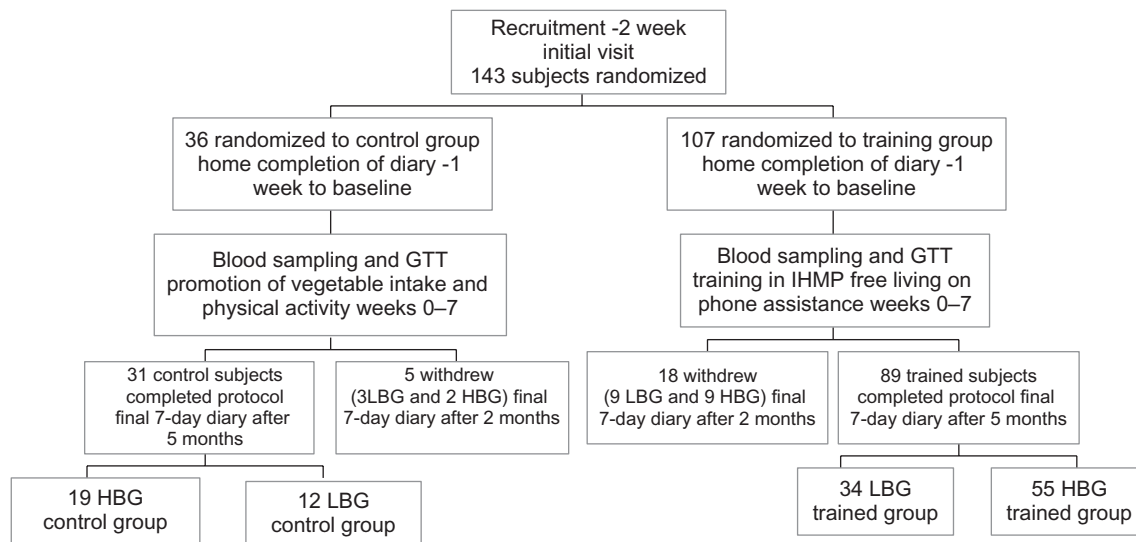 Recruitment -2 week
initial visit
143 subjects randomized
36 randomized to control group
home completion of diary -1
week to baseline
107 randomized to training group
home completion of diary -1
week to baseline
Blood sampling and GTT
promotion of vegetable intake and
physical activity weeks 0–7
Blood sampling and GTT
training in IHMP free living on
phone assistance weeks 0–7
31 control subjects
completed protocol
final 7-day diary after
5 months
5 withdrew
(3LBG and 2 HBG) final
7-day diary after 2 months
18 withdrew
(9 LBG and 9 HBG) final
7-day diary after 2 months
89 trained subjects
completed protocol final
7-day diary after 5 months
19 HBG
control group
12 LBG
control group
34 LBG
trained group
55 HBG
trained group